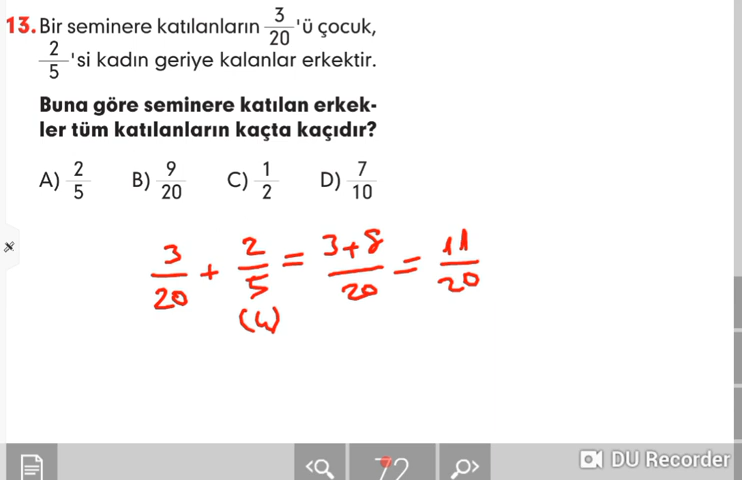 13. Bir seminere katılanların 3/20 'ü çocuk,
2/5 'si kadın geriye kalanlar erkektir.
Buna göre seminere katılan erkek-
ler tüm katılanların kaçta kaçıdır?
A) 2/5 B) 9/20 C) 1/2 D) 7/10
3/20 + 2/5 = 3+8/20 = 11/20
(4)
72
DU Recorder